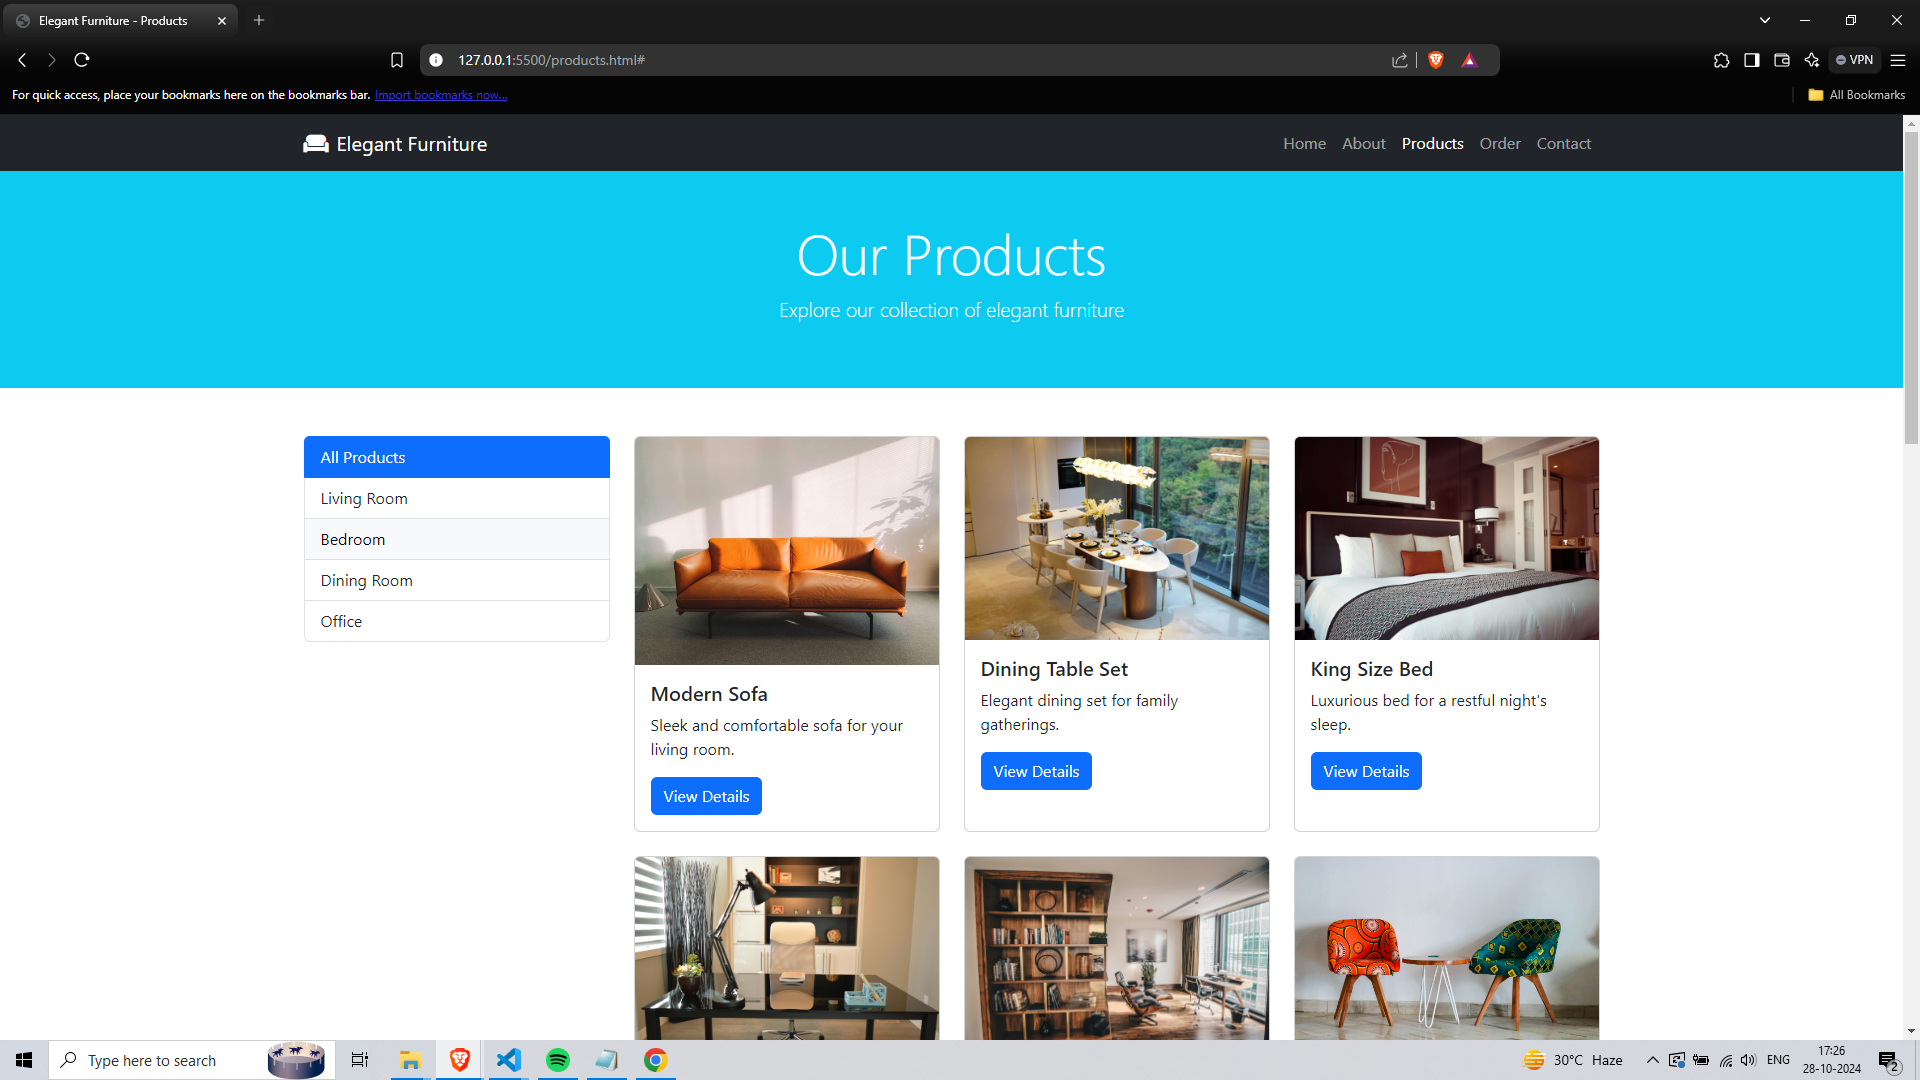 Elegant Furniture - Products
127.0.0.1:5500/products.html#
VPN
For quick access, place your bookmarks here on the bookmarks bar. Import bookmarks now...
All Bookmarks
Elegant Furniture
Home About Products Order Contact
Our Products
Explore our collection of elegant furniture
All Products
Living Room
Bedroom
Dining Room
Office
Modern Sofa
Sleek and comfortable sofa for your
living room.
View Details
Dining Table Set
Elegant dining set for family
gatherings.
View Details
King Size Bed
Luxurious bed for a restful night's
sleep.
View Details
Type here to search
30°C Haze
ENG
17:26
28-10-2024
2